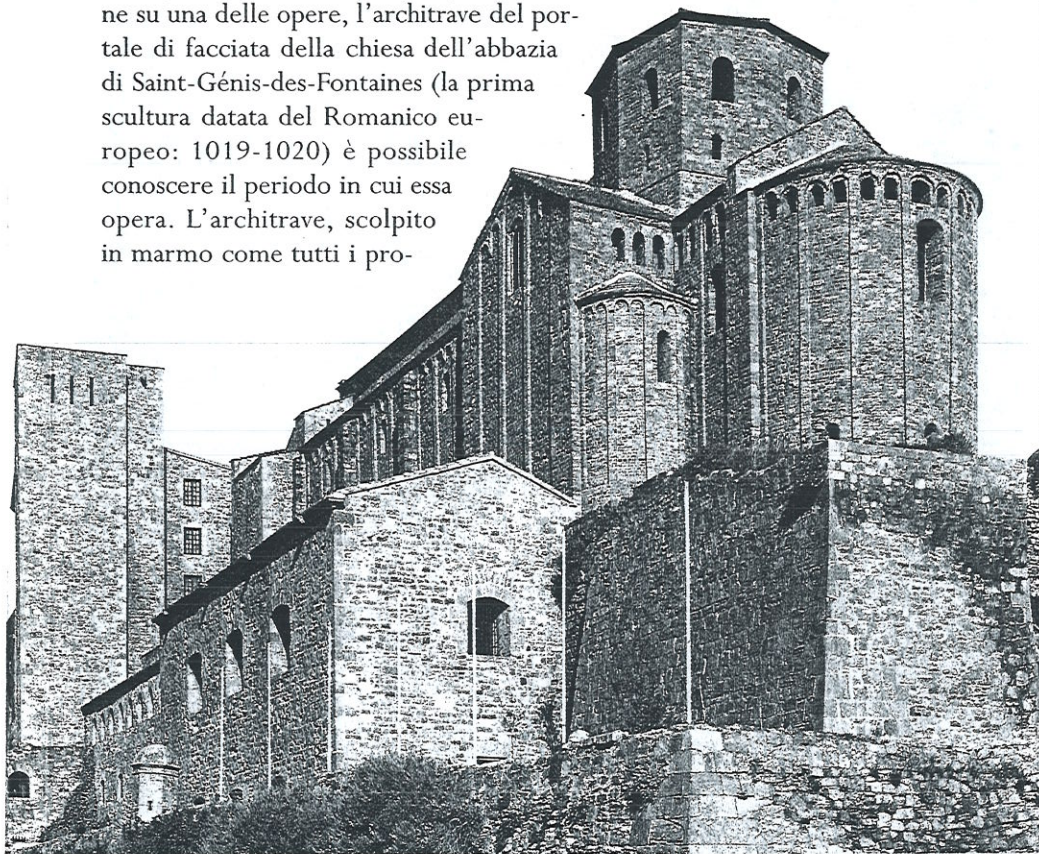 ne su una delle opere, l’architrave del por-
tale di facciata della chiesa dell’abbazia
di Saint-Génis-des-Fontaines (la prima
scultura datata del Romanico eu-
ropeo: 1019-1020) è possibile
conoscere il periodo in cui essa
opera. L’architrave, scolpito
in marmo come tutti i pro-